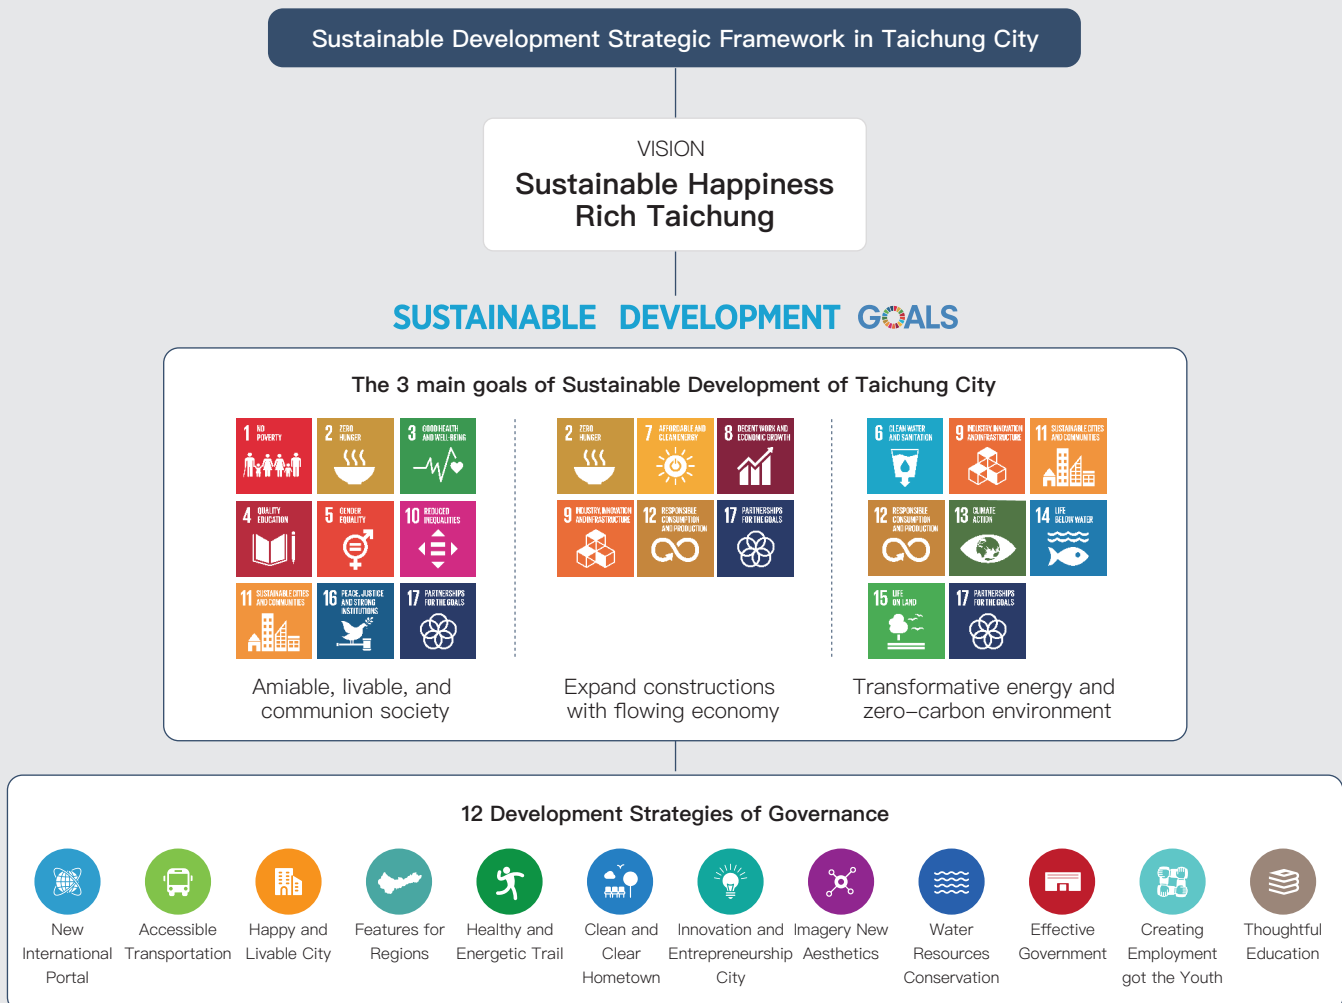 Sustainable Development Strategic Framework in Taichung City
VISION
Sustainable Happiness
Rich Taichung
SUSTAINABLE DEVELOPMENT GOALS
The 3 main goals of Sustainable Development of Taichung City
1 NO
POVERTY
2 ZERO
HUNGER
3 GOOD HEALTH
AND WELL-BEING
4 QUALITY
EDUCATION
5 GENDER
EQUALITY
10 REDUCED
INEQUALITIES
11 SUSTAINABLE CITIES
AND COMMUNITIES
16 PEACE, JUSTICE
AND STRONG
INSTITUTIONS
17 PARTNERSHIPS
FOR THE GOALS
Amiable, livable, and
communion society
2 ZERO
HUNGER
7 AFFORDABLE AND
CLEAN ENERGY
8 DECENT WORK AND
ECONOMIC GROWTH
9 INDUSTRY, INNOVATION
AND INFRASTRUCTURE
12 RESPONSIBLE
CONSUMPTION
AND PRODUCTION
17 PARTNERSHIPS
FOR THE GOALS
Expand constructions
with flowing economy
6 CLEAN WATER
AND SANITATION
9 INDUSTRY, INNOVATION
AND INFRASTRUCTURE
11 SUSTAINABLE CITIES
AND COMMUNITIES
12 RESPONSIBLE
CONSUMPTION
AND PRODUCTION
13 CLIMATE
ACTION
14 LIFE
BELOW WATER
15 LIFE
ON LAND
17 PARTNERSHIPS
FOR THE GOALS
Transformative energy and
zero-carbon environment
12 Development Strategies of Governance
New
International
Portal
Accessible
Transportation
Happy and
Livable City
Features for
Regions
Healthy and
Energetic Trail
Clean and
Clear
Hometown
Innovation and
Entrepreneurship
City
Imagery New
Aesthetics
Water
Resources
Conservation
Effective
Government
Creating
Employment
got the Youth
Thoughtful
Education